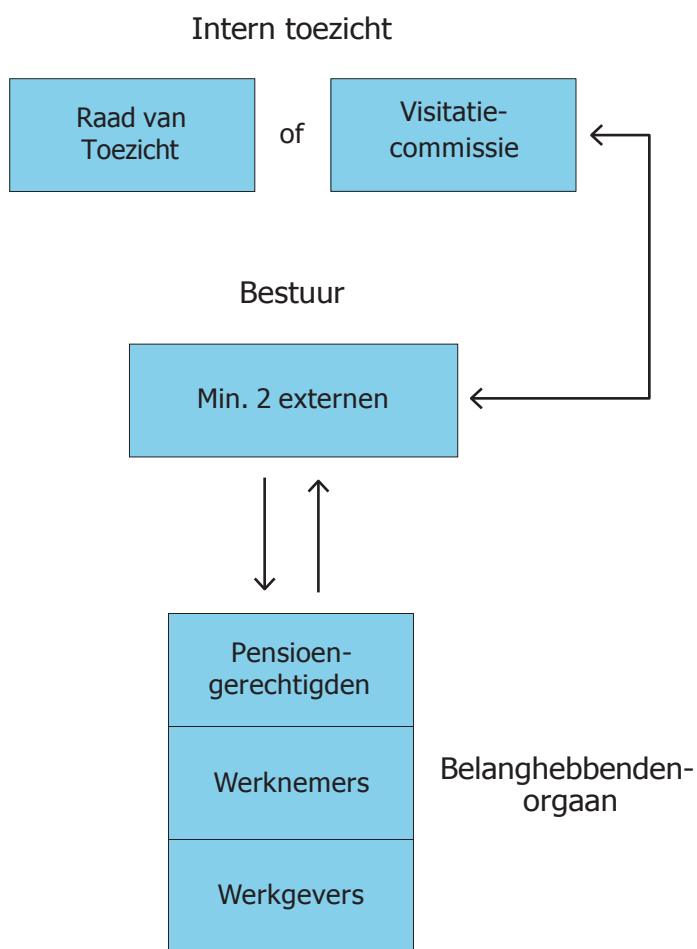 Intern toezicht
Raad van
Toezicht
of
Visitatie-
commissie
Bestuur
Min. 2 externen
Pensioen-
gerechtigden
Werknemers
Belanghebbenden-
orgaan
Werkgevers